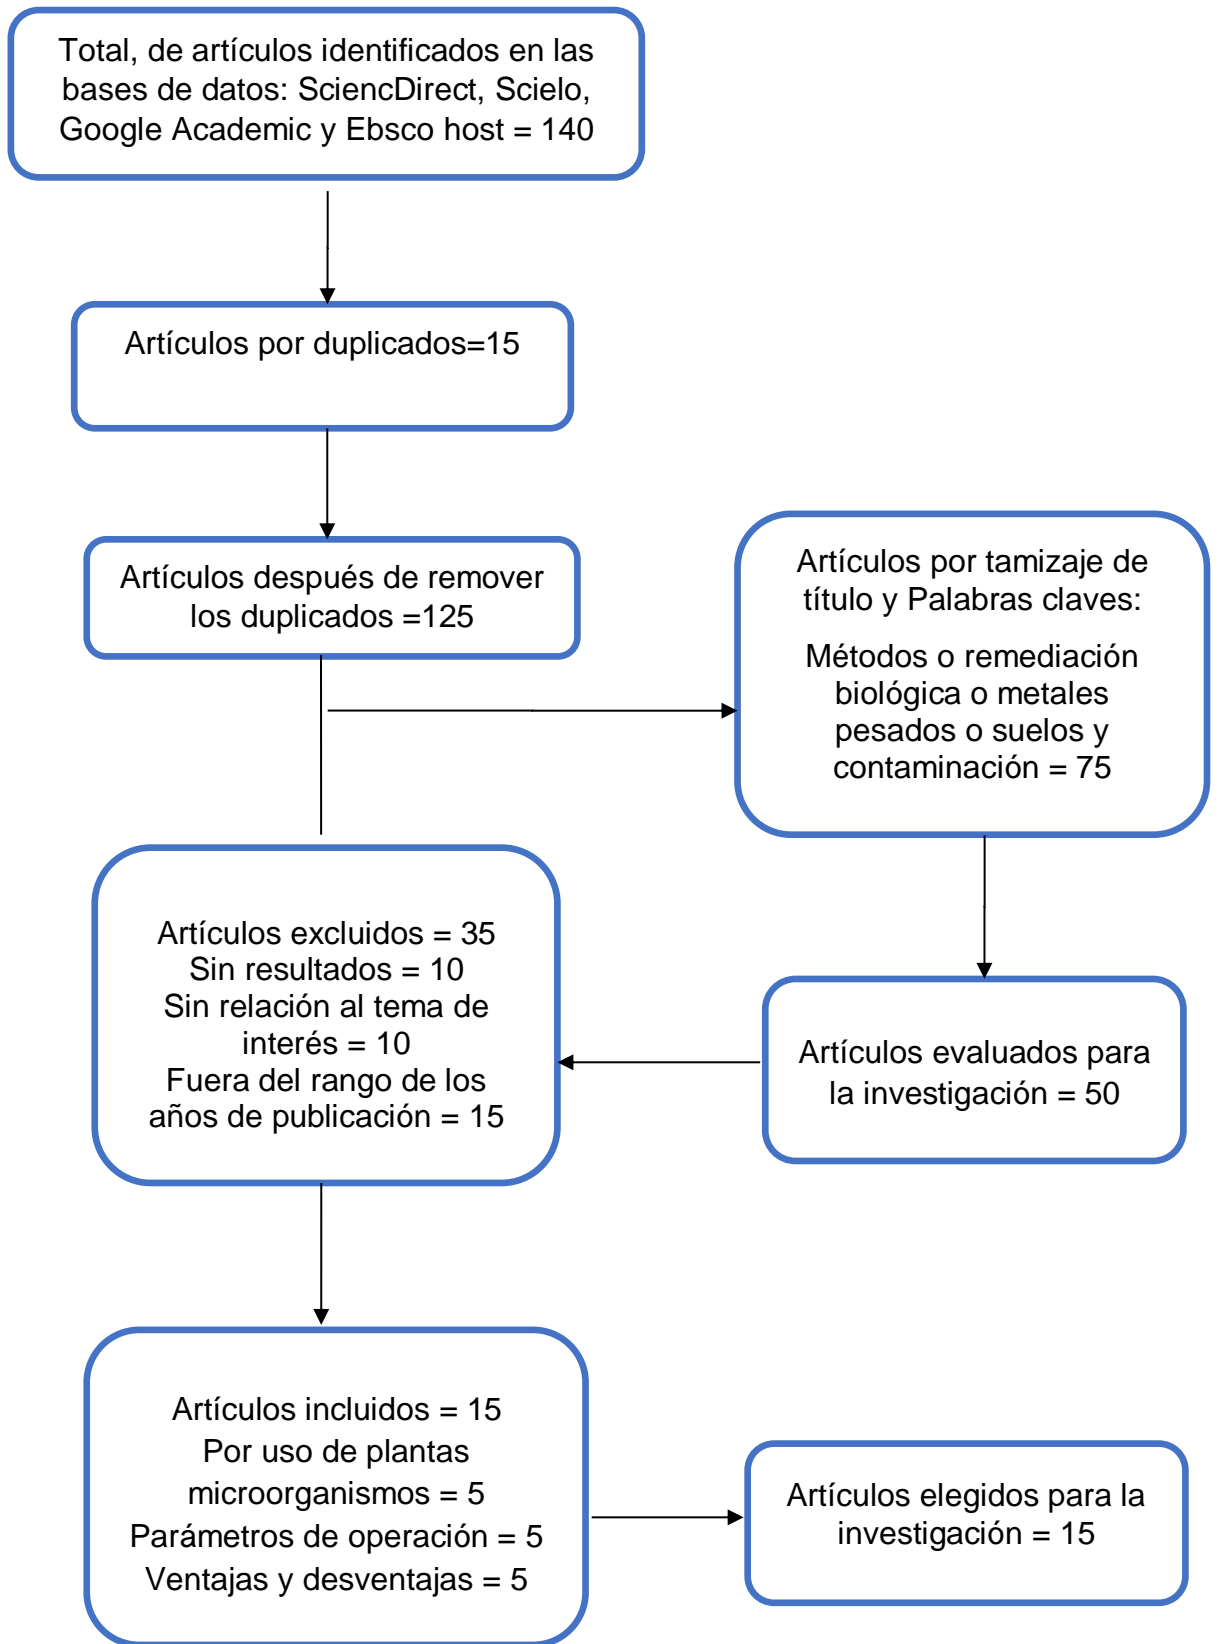 Total, de artículos identificados en las
bases de datos: SciencDirect, Scielo,
Google Academic y Ebsco host = 140
Artículos por duplicados=15
Artículos después de remover
los duplicados =125
Artículos por tamizaje de
título y Palabras claves:
Métodos o remediación
biológica o metales
pesados o suelos y
contaminación = 75
Artículos evaluados para
la investigación = 50
Artículos excluidos = 35
Sin resultados = 10
Sin relación al tema de
interés = 10
Fuera del rango de los
años de publicación = 15
Artículos incluidos = 15
Por uso de plantas
microorganismos = 5
Parámetros de operación = 5
Ventajas y desventajas = 5
Artículos elegidos para la
investigación = 15